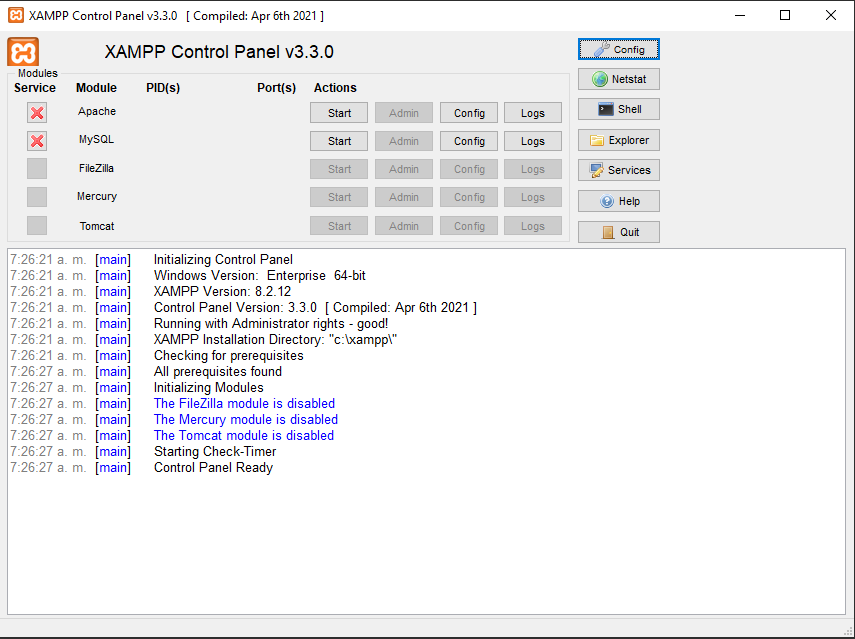 XAMPP Control Panel v3.3.0 [ Compiled: Apr 6th 2021 ]
XAMPP Control Panel v3.3.0
Config
Netstat
Shell
Explorer
Services
Help
Quit
Modules
Service Module PID(s) Port(s) Actions
Apache Start Admin Config Logs
MySQL Start Admin Config Logs
FileZilla Start Admin Config Logs
Mercury Start Admin Config Logs
Tomcat Start Admin Config Logs
7:26:21 a. m. [main] Initializing Control Panel
7:26:21 a. m. [main] Windows Version: Enterprise 64-bit
7:26:21 a. m. [main] XAMPP Version: 8.2.12
7:26:21 a. m. [main] Control Panel Version: 3.3.0 [ Compiled: Apr 6th 2021 ]
7:26:21 a. m. [main] Running with Administrator rights - good!
7:26:21 a. m. [main] XAMPP Installation Directory: "c:\xampp\"
7:26:21 a. m. [main] Checking for prerequisites
7:26:27 a. m. [main] All prerequisites found
7:26:27 a. m. [main] Initializing Modules
7:26:27 a. m. [main] The FileZilla module is disabled
7:26:27 a. m. [main] The Mercury module is disabled
7:26:27 a. m. [main] The Tomcat module is disabled
7:26:27 a. m. [main] Starting Check-Timer
7:26:27 a. m. [main] Control Panel Ready